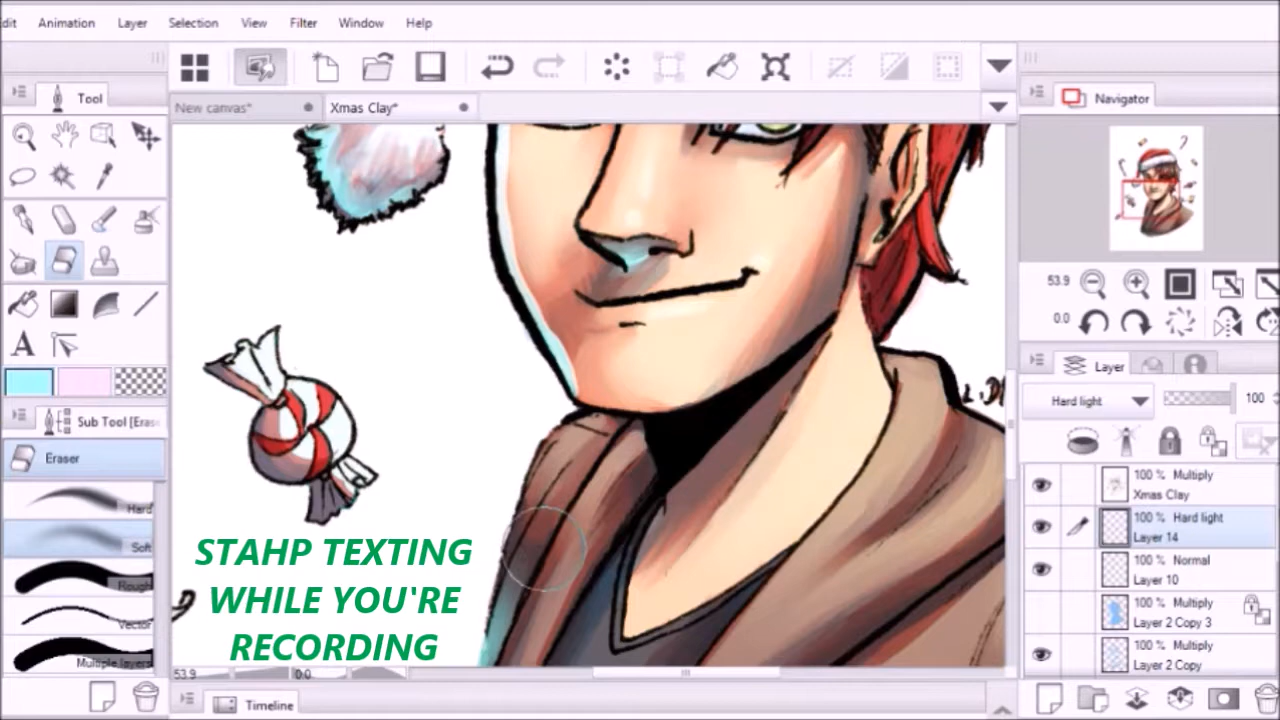 Animation Layer Selection View Filter Window Help
Tool
New canvas* Xmas Clay*
Navigator
53.9
0.0
Layer
Hard light 100
Sub Tool
Eraser
Hard
Soft
Rough
Vector
Multiple layers
100 % Multiply
Xmas Clay
100 % Hard light
Layer 14
100 % Normal
Layer 10
100 % Multiply
Layer 2 Copy 3
100 % Multiply
Layer 2 Copy
STAHP TEXTING
WHILE YOU'RE
RECORDING
53.9 0.0
Timeline